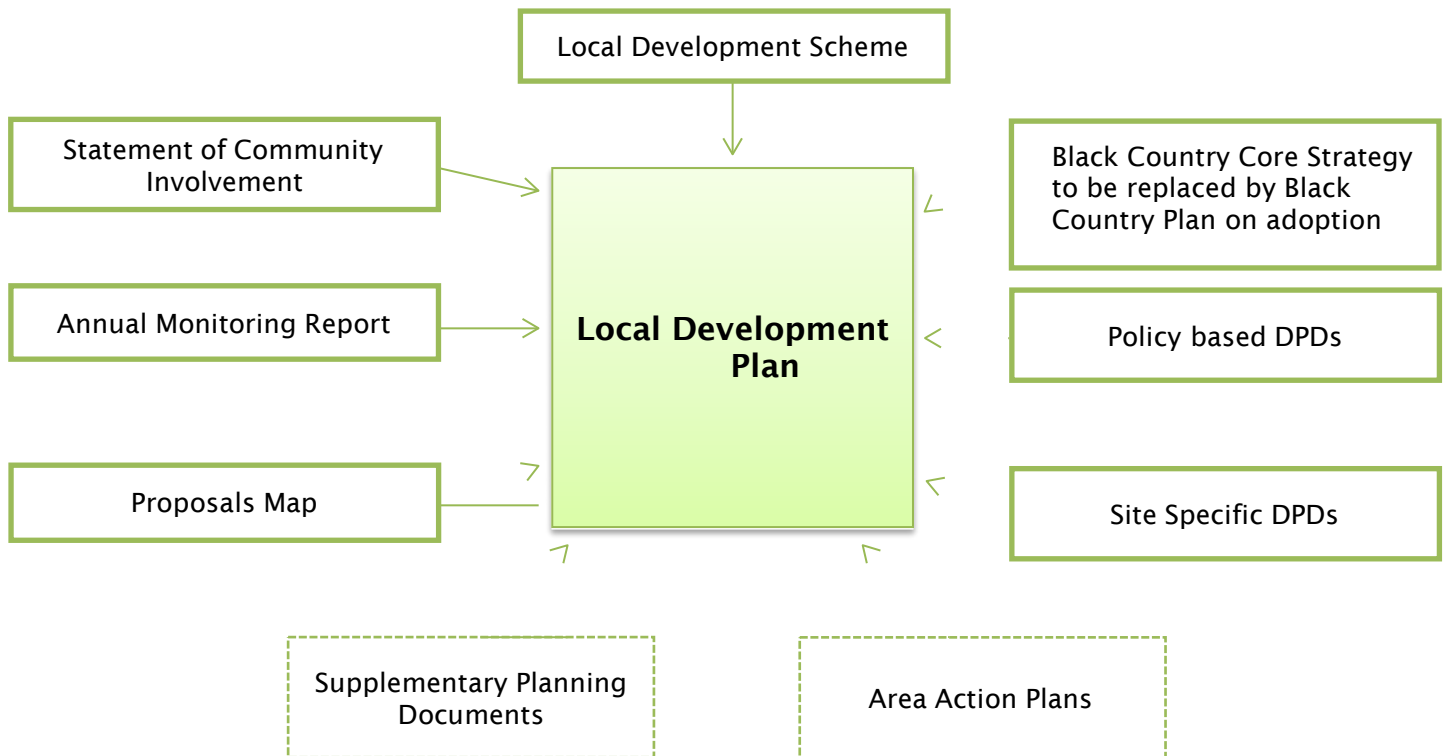 Local Development Scheme
Statement of Community
Involvement
Black Country Core Strategy
to be replaced by Black
Country Plan on adoption
Annual Monitoring Report
Local Development
Plan
Policy based DPDs
Proposals Map
Site Specific DPDs
Supplementary Planning
Documents
Area Action Plans